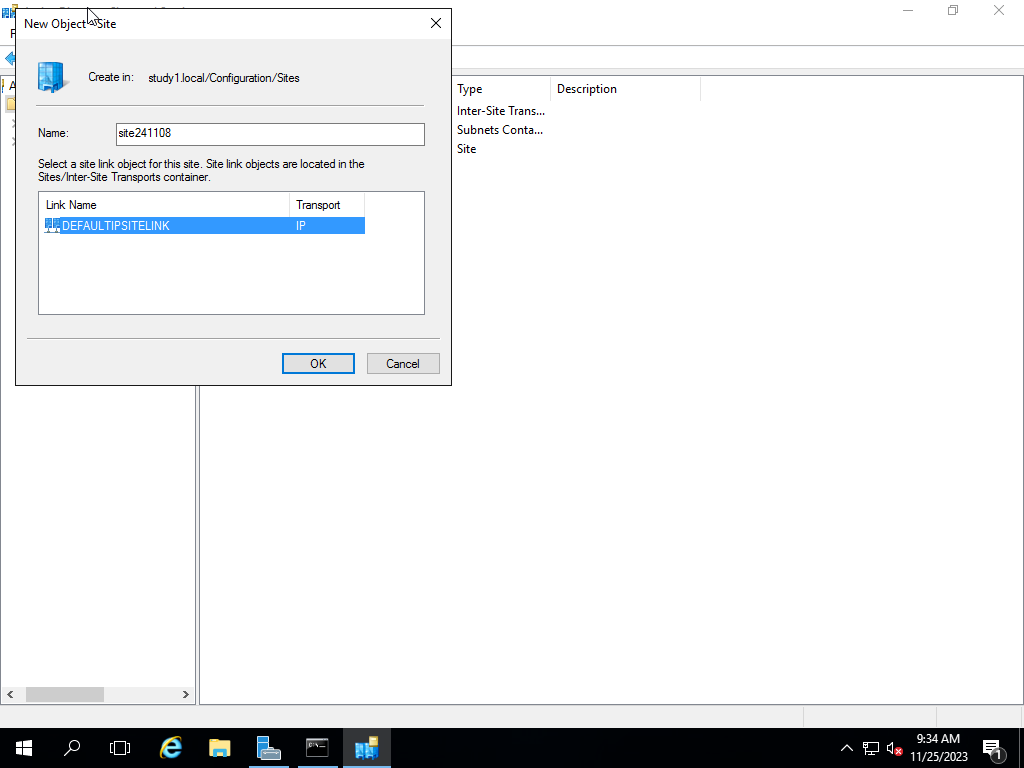 New Object - Site
Create in: study1.local/Configuration/Sites
Name: site241108
Select a site link object for this site. Site link objects are located in the
Sites/Inter-Site Transports container.
Link Name Transport
DEFAULTIPSITELINK IP
OK Cancel
Type Description
Inter-Site Trans...
Subnets Conta...
Site
9:34 AM
11/25/2023
1